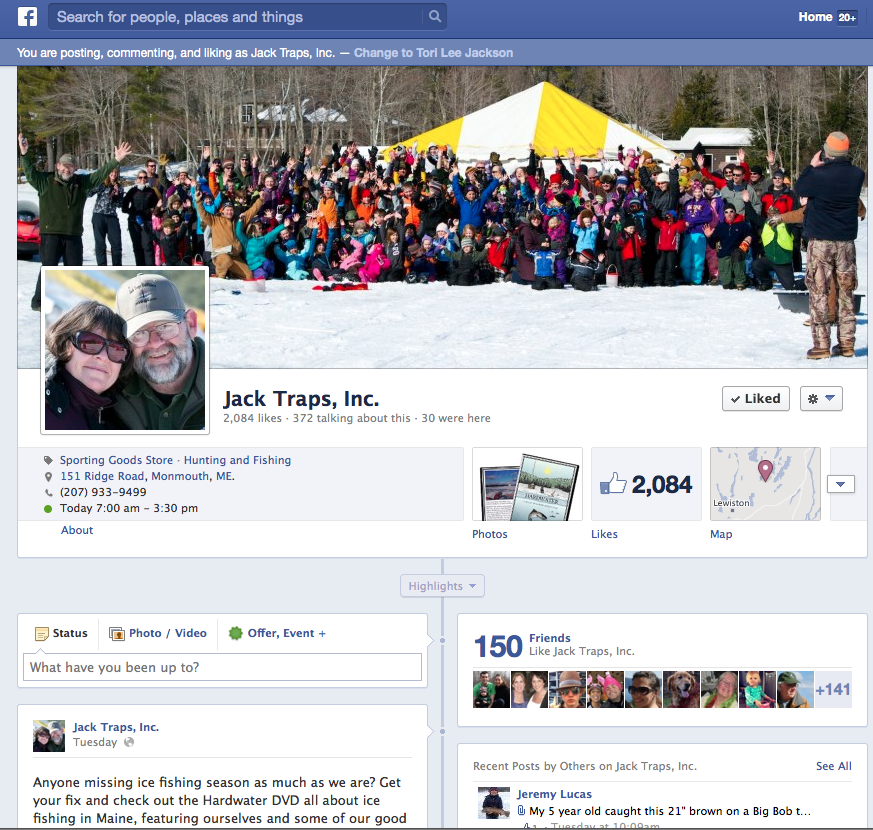 f Search for people, places and things Home 20+
You are posting, commenting, and liking as Jack Traps, Inc. — Change to Tori Lee Jackson
Jack Traps, Inc.
✓ Liked
2,084 likes · 372 talking about this · 30 were here
Sporting Goods Store · Hunting and Fishing
151 Ridge Road, Monmouth, ME.
(207) 933-9499
Today 7:00 am – 3:30 pm
About
HARDWATER
Photos
2,084
Likes
Lewiston
Map
Highlights
Status
Photo / Video
Offer, Event +
What have you been up to?
Jack Traps, Inc.
Tuesday
Anyone missing ice fishing season as much as we are? Get
your fix and check out the Hardwater DVD all about ice
fishing in Maine, featuring ourselves and some of our good
150 Friends
Like Jack Traps, Inc.
+141
Recent Posts by Others on Jack Traps, Inc. See All
Jeremy Lucas
My 5 year old caught this 21" brown on a Big Bob t...
1 · Tuesday at 10:09am